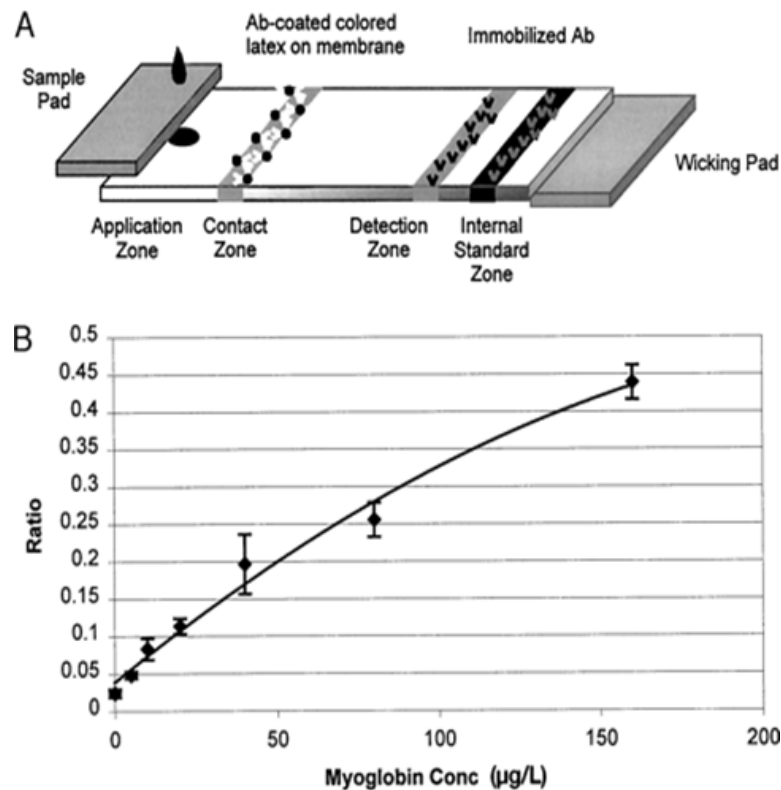 A
Ab-coated colored
latex on membrane
Immobilized Ab
Sample
Pad
Wicking Pad
Application
Zone
Contact
Zone
Detection
Zone
Internal
Standard
Zone
B
0.5
0.45
0.4
0.35
0.3
0.25
0.2
0.15
0.1
0.05
0
Ratio
0 50 100 150 200
Myoglobin Conc (µg/L)